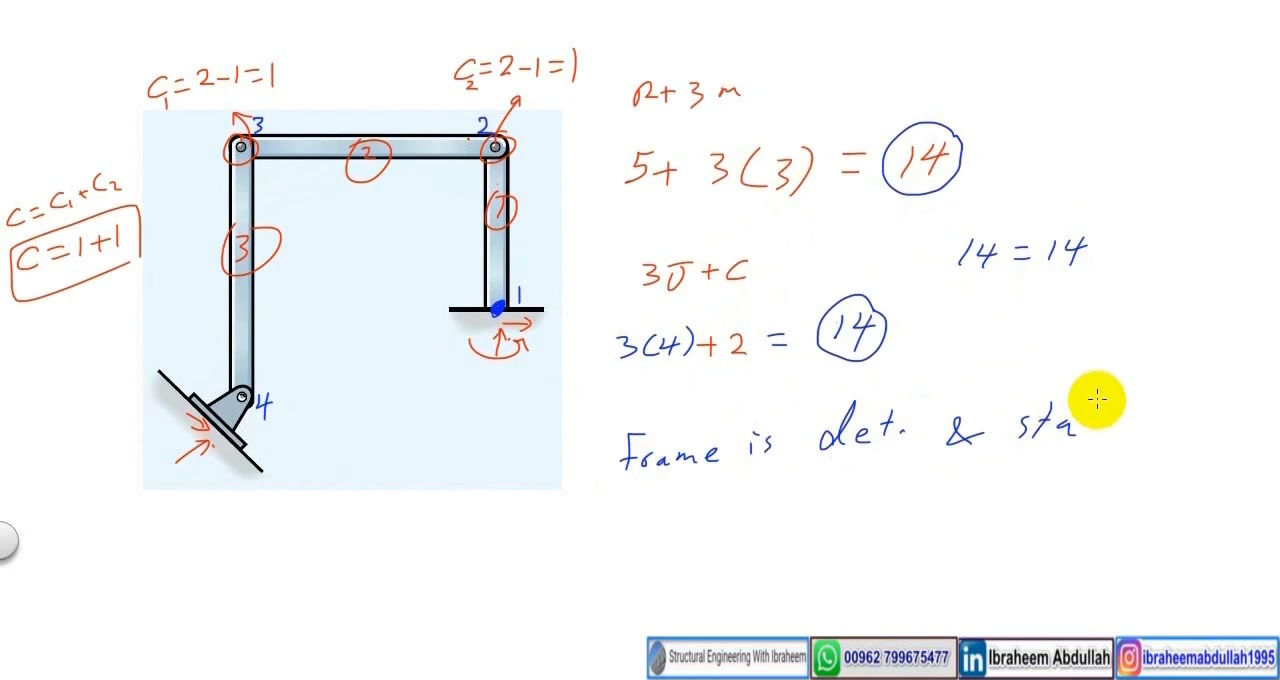 C₁ = 2 - 1 = 1
C₂ = 2 - 1 = 1
3
2
2
1
3
1
4
C = C₁ + C₂
C = 1 + 1
R + 3 m
5 + 3 (3) = 14
14 = 14
3J + C
3(4) + 2 = 14
Frame is det. & sta
Structural Engineering With Ibraheem
00962 799675477
in Ibraheem Abdullah
ibraheemabdullah1995